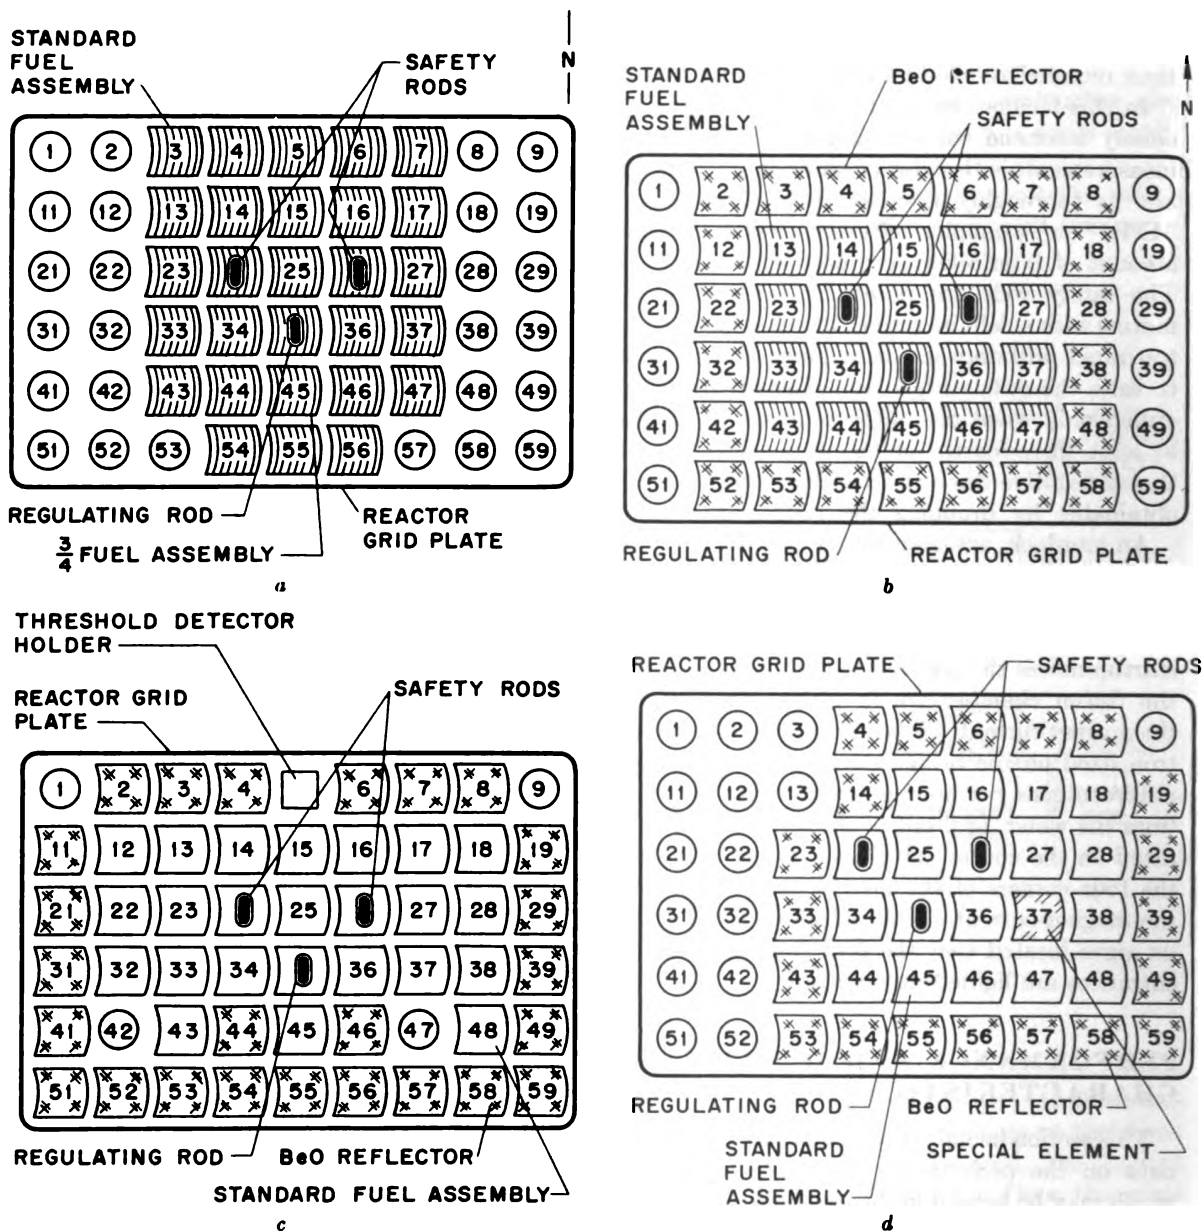 STANDARD
FUEL
ASSEMBLY
SAFETY
RODS
N
1 2 3 4 5 6 7 8 9
11 12 13 14 15 16 17 18 19
21 22 23 25 27 28 29
31 32 33 34 36 37 38 39
41 42 43 44 45 46 47 48 49
51 52 53 54 55 56 57 58 59
REGULATING ROD
3/4 FUEL ASSEMBLY
REACTOR
GRID PLATE
a
STANDARD
FUEL
ASSEMBLY
BeO REFLECTOR
SAFETY RODS
N
1 2 3 4 5 6 7 8 9
11 12 13 14 15 16 17 18 19
21 22 23 25 27 28 29
31 32 33 34 36 37 38 39
41 42 43 44 45 46 47 48 49
51 52 53 54 55 56 57 58 59
REGULATING ROD
REACTOR GRID PLATE
b
THRESHOLD DETECTOR
HOLDER
REACTOR GRID
PLATE
SAFETY RODS
1 2 3 4 6 7 8 9
11 12 13 14 15 16 17 18 19
21 22 23 25 27 28 29
31 32 33 34 36 37 38 39
41 42 43 44 45 46 47 48 49
51 52 53 54 55 56 57 58 59
REGULATING ROD
BeO REFLECTOR
STANDARD FUEL ASSEMBLY
c
REACTOR GRID PLATE
SAFETY RODS
1 2 3 4 5 6 7 8 9
11 12 13 14 15 16 17 18 19
21 22 23 25 27 28 29
31 32 33 34 36 37 38 39
41 42 43 44 45 46 47 48 49
51 52 53 54 55 56 57 58 59
REGULATING ROD
BeO REFLECTOR
STANDARD
FUEL
ASSEMBLY
SPECIAL ELEMENT
d